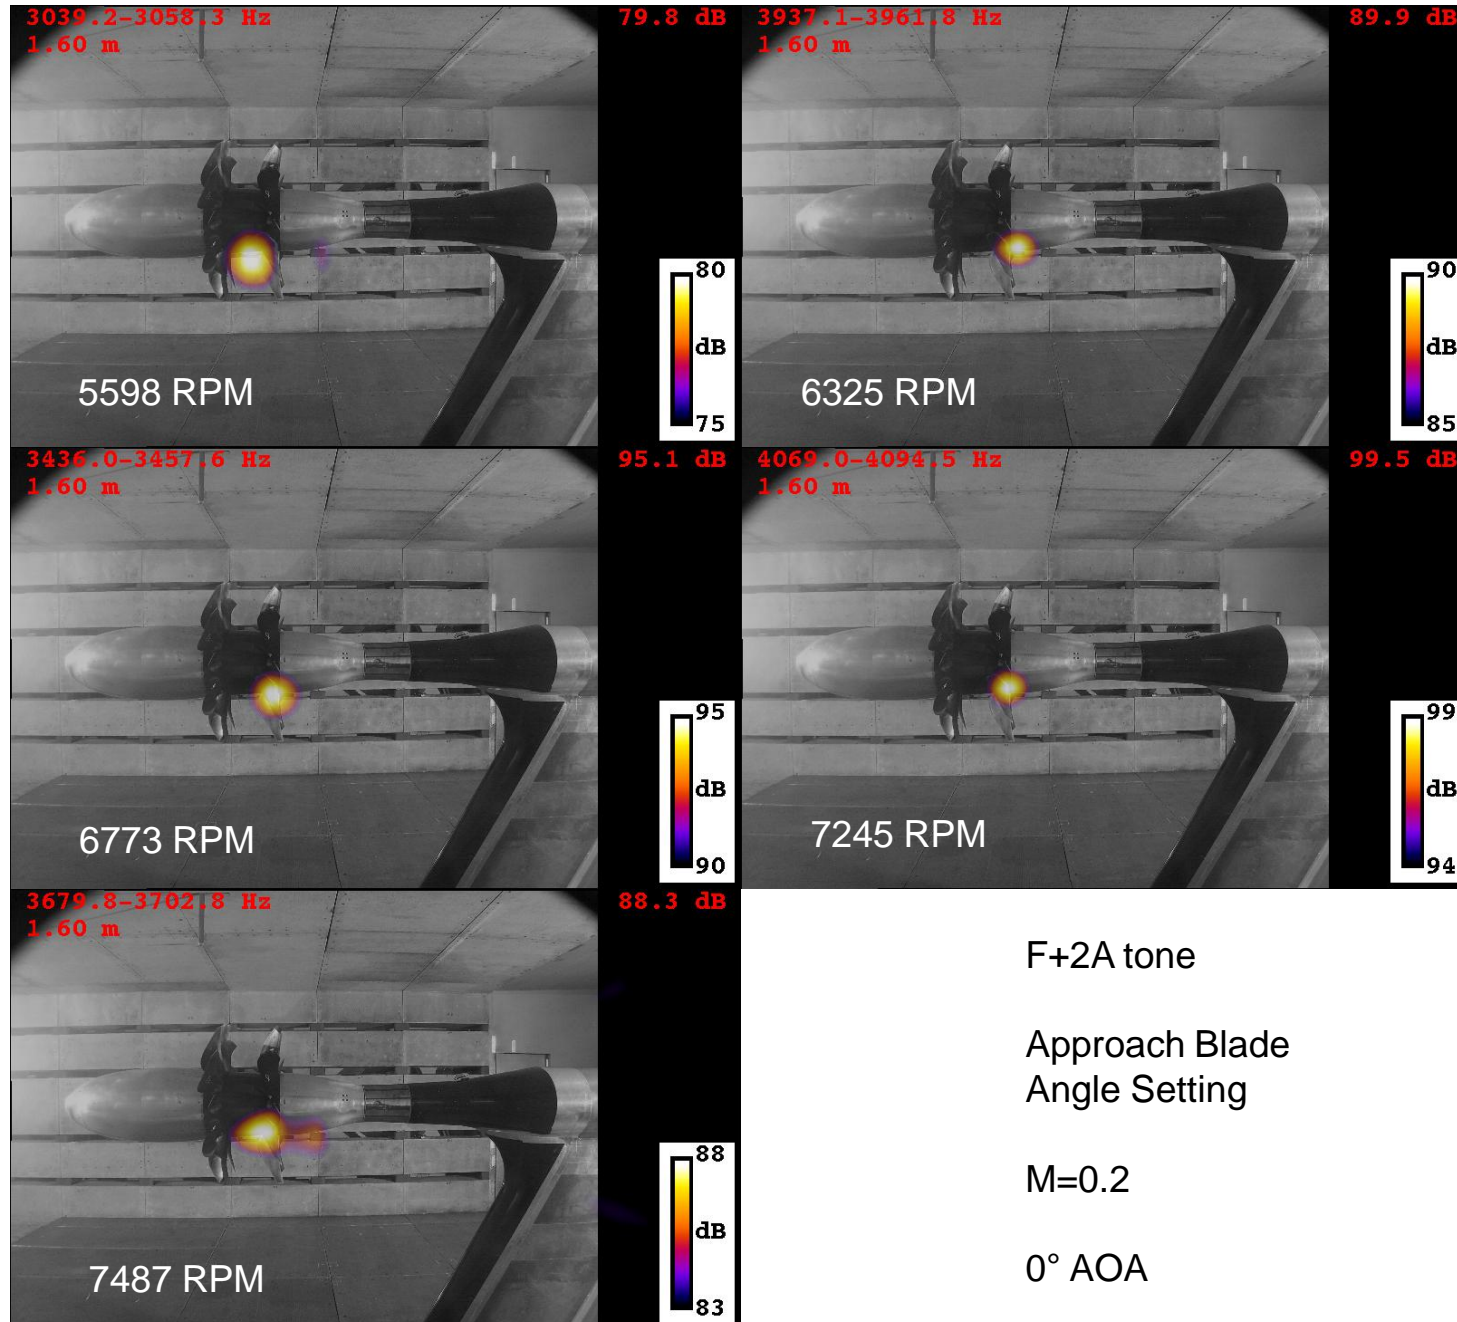 3039.2-3058.3 Hz
79.8 dB
1.60 m
80
dB
75
5598 RPM
3937.1-3961.8 Hz
89.9 dB
1.60 m
90
dB
85
6325 RPM
3436.0-3457.6 Hz
95.1 dB
1.60 m
95
dB
90
6773 RPM
4069.0-4094.5 Hz
99.5 dB
1.60 m
99
dB
94
7245 RPM
3679.8-3702.8 Hz
88.3 dB
1.60 m
88
dB
83
7487 RPM
F+2A tone
Approach Blade
Angle Setting
M=0.2
0° AOA